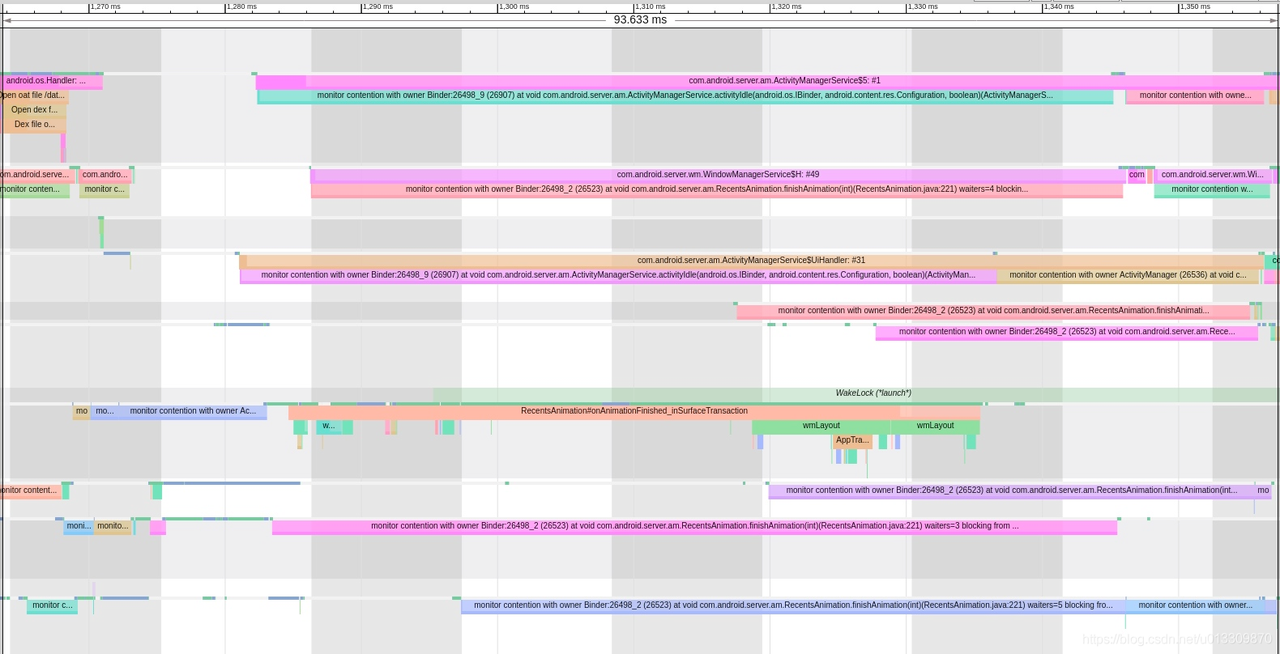 1,270 ms 1,280 ms 1,290 ms 1,300 ms 1,310 ms 1,320 ms 1,330 ms 1,340 ms 1,350 ms
93.633 ms
android.os.Handler: ... com.android.server.am.ActivityManagerService$5: #1
Open oat file /dat... monitor contention with owner Binder:26498_9 (26907) at void com.android.server.am.ActivityManagerService.activityIdle(android.os.IBinder, android.content.res.Configuration, boolean)(ActivityManagerS... monitor contention with owne...
Open dex f...
Dex file o...
om.android.serve... com.andro... com.android.server.wm.WindowManagerService$H: #49 com com.android.server.wm.Wi...
monitor conten... monitor c... monitor contention with owner Binder:26498_2 (26523) at void com.android.server.am.RecentsAnimation.finishAnimation(int)(RecentsAnimation.java:221) waiters=4 blockin... monitor contention w...
com.android.server.am.ActivityManagerService$UiHandler: #31
monitor contention with owner Binder:26498_9 (26907) at void com.android.server.am.ActivityManagerService.activityIdle(android.os.IBinder, android.content.res.Configuration, boolean)(ActivityMan... monitor contention with owner ActivityManager (26536) at void c...
monitor contention with owner Binder:26498_2 (26523) at void com.android.server.am.RecentsAnimation.finishAnimati...
monitor contention with owner Binder:26498_2 (26523) at void com.android.server.am.Rece...
WakeLock (*launch*)
mo mo... monitor contention with owner Ac... RecentsAnimation#onAnimationFinished_inSurfaceTransaction
w... wmLayout wmLayout
AppTra...
onitor content... monitor contention with owner Binder:26498_2 (26523) at void com.android.server.am.RecentsAnimation.finishAnimation(int... mo
moni... monito... monitor contention with owner Binder:26498_2 (26523) at void com.android.server.am.RecentsAnimation.finishAnimation(int)(RecentsAnimation.java:221) waiters=3 blocking from ...
monitor c... monitor contention with owner Binder:26498_2 (26523) at void com.android.server.am.RecentsAnimation.finishAnimation(int)(RecentsAnimation.java:221) waiters=5 blocking fro... monitor contention with owner...
https://blog.csdn.net/u013309870